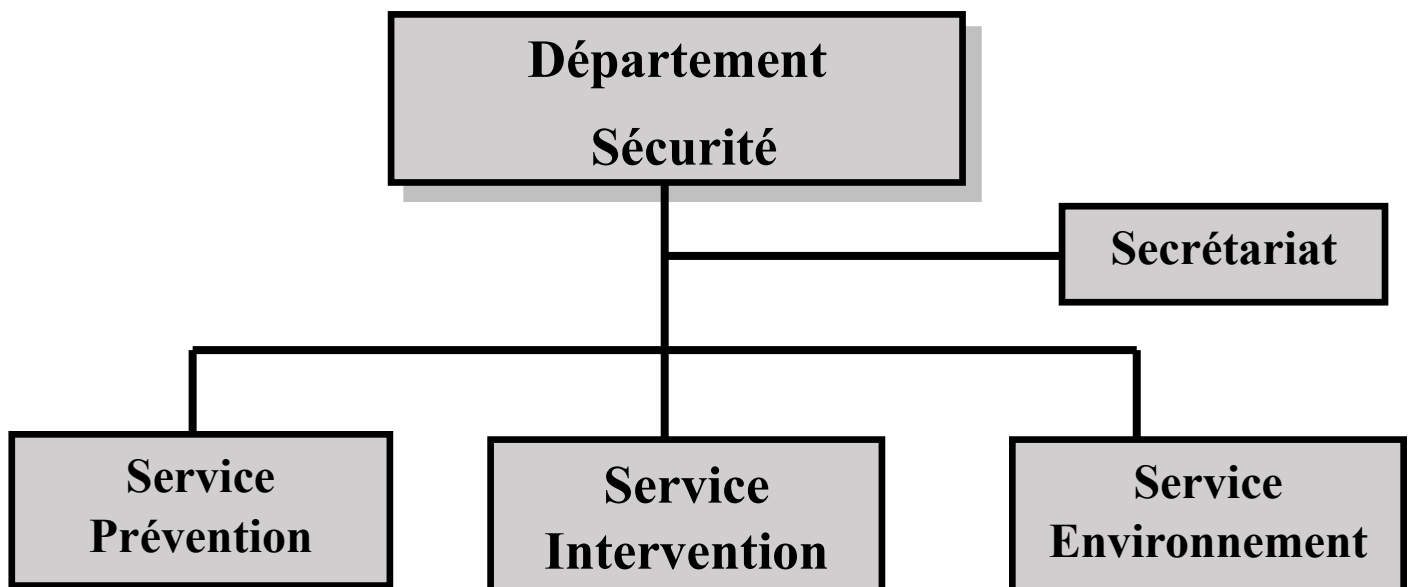 Département
Sécurité
Secrétariat
Service
Prévention
Service
Intervention
Service
Environnement